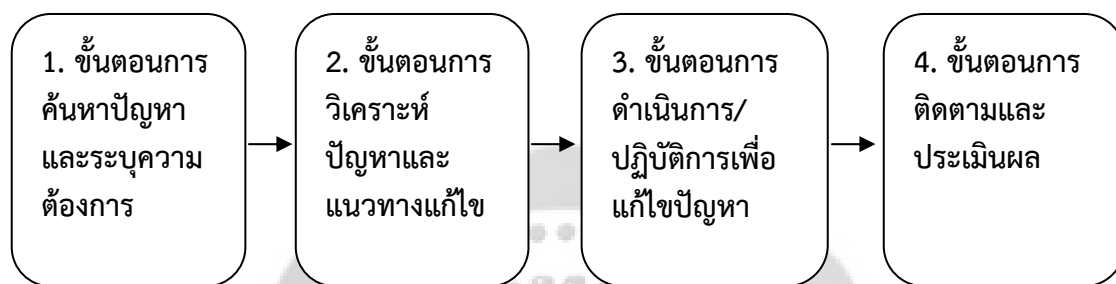 1. ขั้นตอนการ
ค้นหาปัญหา
และระบุความ
ต้องการ
2. ขั้นตอนการ
วิเคราะห์
ปัญหาและ
แนวทางแก้ไข
3. ขั้นตอนการ
ดำเนินการ/
ปฏิบัติการเพื่อ
แก้ไขปัญหา
4. ขั้นตอนการ
ติดตามและ
ประเมินผล